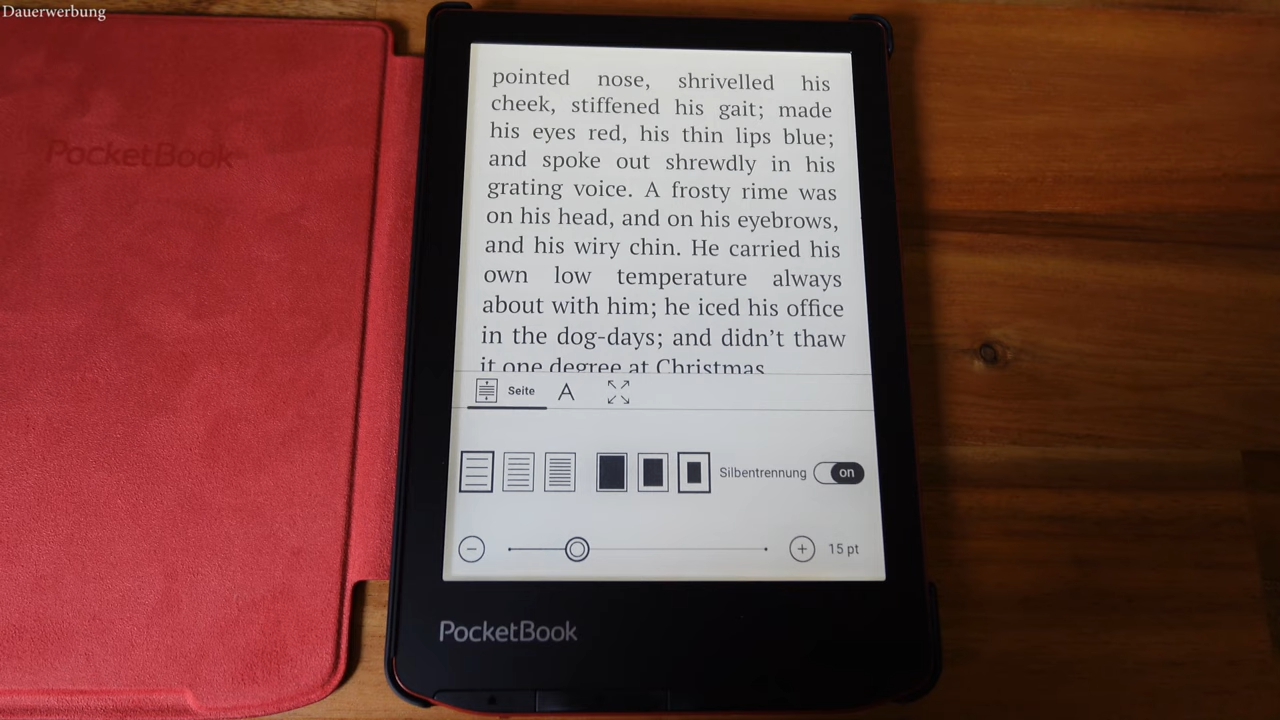 Dauerwerbung
PocketBook
pointed nose, shrivelled his
cheek, stiffened his gait; made
his eyes red, his thin lips blue;
and spoke out shrewdly in his
grating voice. A frosty rime was
on his head, and on his eyebrows,
and his wiry chin. He carried his
own low temperature always
about with him; he iced his office
in the dog-days; and didn't thaw
it one degree at Christmas.
Seite A
Silbentrennung on
15 pt
PocketBook